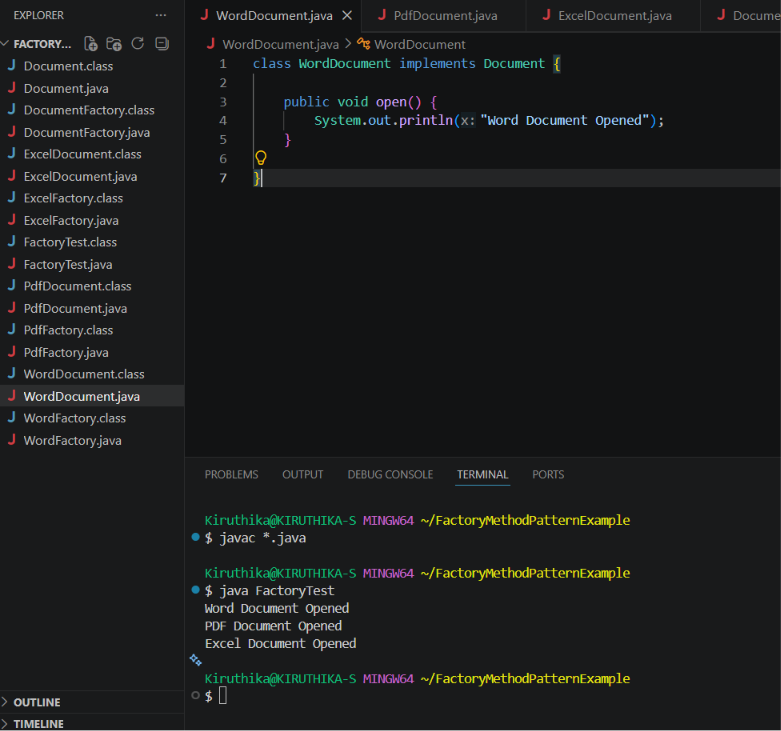 EXPLORER
FACTORY...
Document.class
Document.java
DocumentFactory.class
DocumentFactory.java
ExcelDocument.class
ExcelDocument.java
ExcelFactory.class
ExcelFactory.java
FactoryTest.class
FactoryTest.java
PdfDocument.class
PdfDocument.java
PdfFactory.class
PdfFactory.java
WordDocument.class
WordDocument.java
WordFactory.class
WordFactory.java
OUTLINE
TIMELINE
WordDocument.java PdfDocument.java ExcelDocument.java Docume
WordDocument.java > WordDocument
1 class WordDocument implements Document {
2
3 public void open() {
4 System.out.println(x: "Word Document Opened");
5 }
6
7 }
PROBLEMS OUTPUT DEBUG CONSOLE TERMINAL PORTS
Kiruthika@KIRUTHIKA-S MINGW64 ~/FactoryMethodPatternExample
$ javac *.java
Kiruthika@KIRUTHIKA-S MINGW64 ~/FactoryMethodPatternExample
$ java FactoryTest
Word Document Opened
PDF Document Opened
Excel Document Opened
Kiruthika@KIRUTHIKA-S MINGW64 ~/FactoryMethodPatternExample
$